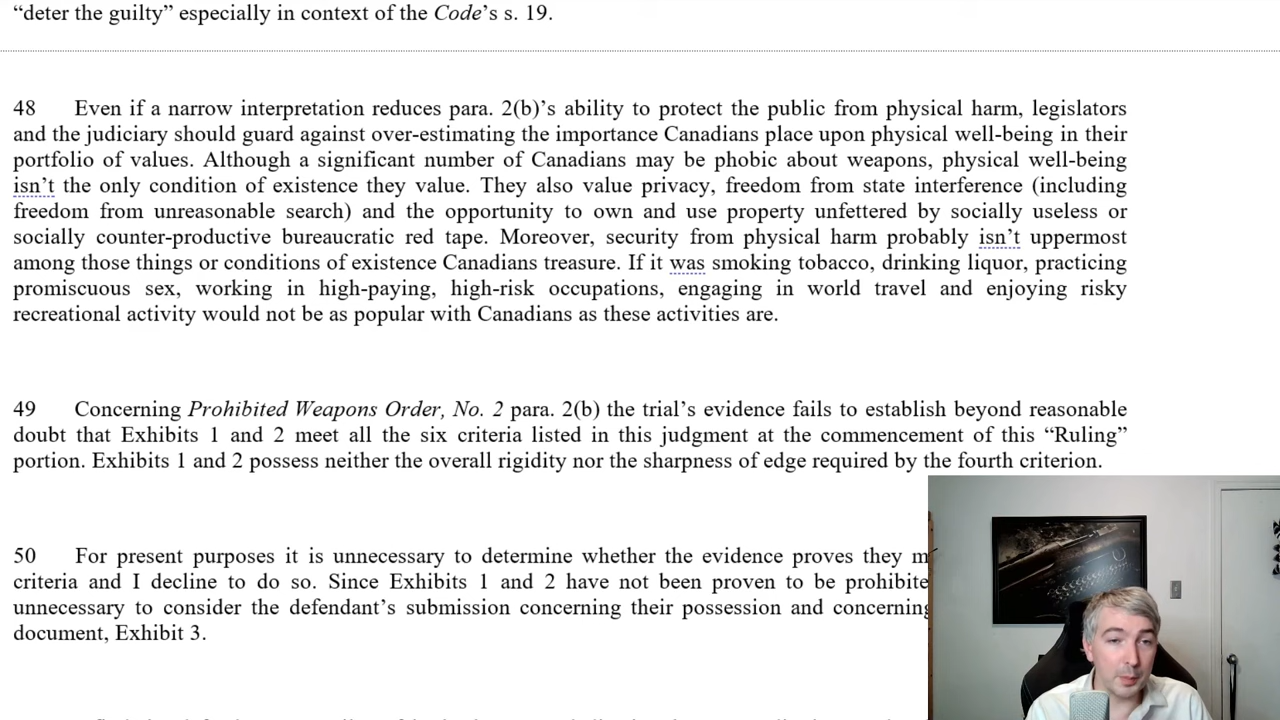 “deter the guilty” especially in context of the Code’s s. 19.
48 Even if a narrow interpretation reduces para. 2(b)’s ability to protect the public from physical harm, legislators
and the judiciary should guard against over-estimating the importance Canadians place upon physical well-being in their
portfolio of values. Although a significant number of Canadians may be phobic about weapons, physical well-being
isn’t the only condition of existence they value. They also value privacy, freedom from state interference (including
freedom from unreasonable search) and the opportunity to own and use property unfettered by socially useless or
socially counter-productive bureaucratic red tape. Moreover, security from physical harm probably isn’t uppermost
among those things or conditions of existence Canadians treasure. If it was smoking tobacco, drinking liquor, practicing
promiscuous sex, working in high-paying, high-risk occupations, engaging in world travel and enjoying risky
recreational activity would not be as popular with Canadians as these activities are.
49 Concerning Prohibited Weapons Order, No. 2 para. 2(b) the trial’s evidence fails to establish beyond reasonable
doubt that Exhibits 1 and 2 meet all the six criteria listed in this judgment at the commencement of this “Ruling”
portion. Exhibits 1 and 2 possess neither the overall rigidity nor the sharpness of edge required by the fourth criterion.
50 For present purposes it is unnecessary to determine whether the evidence proves they
criteria and I decline to do so. Since Exhibits 1 and 2 have not been proven to be
unnecessary to consider the defendant’s submission concerning their possession and
document, Exhibit 3.